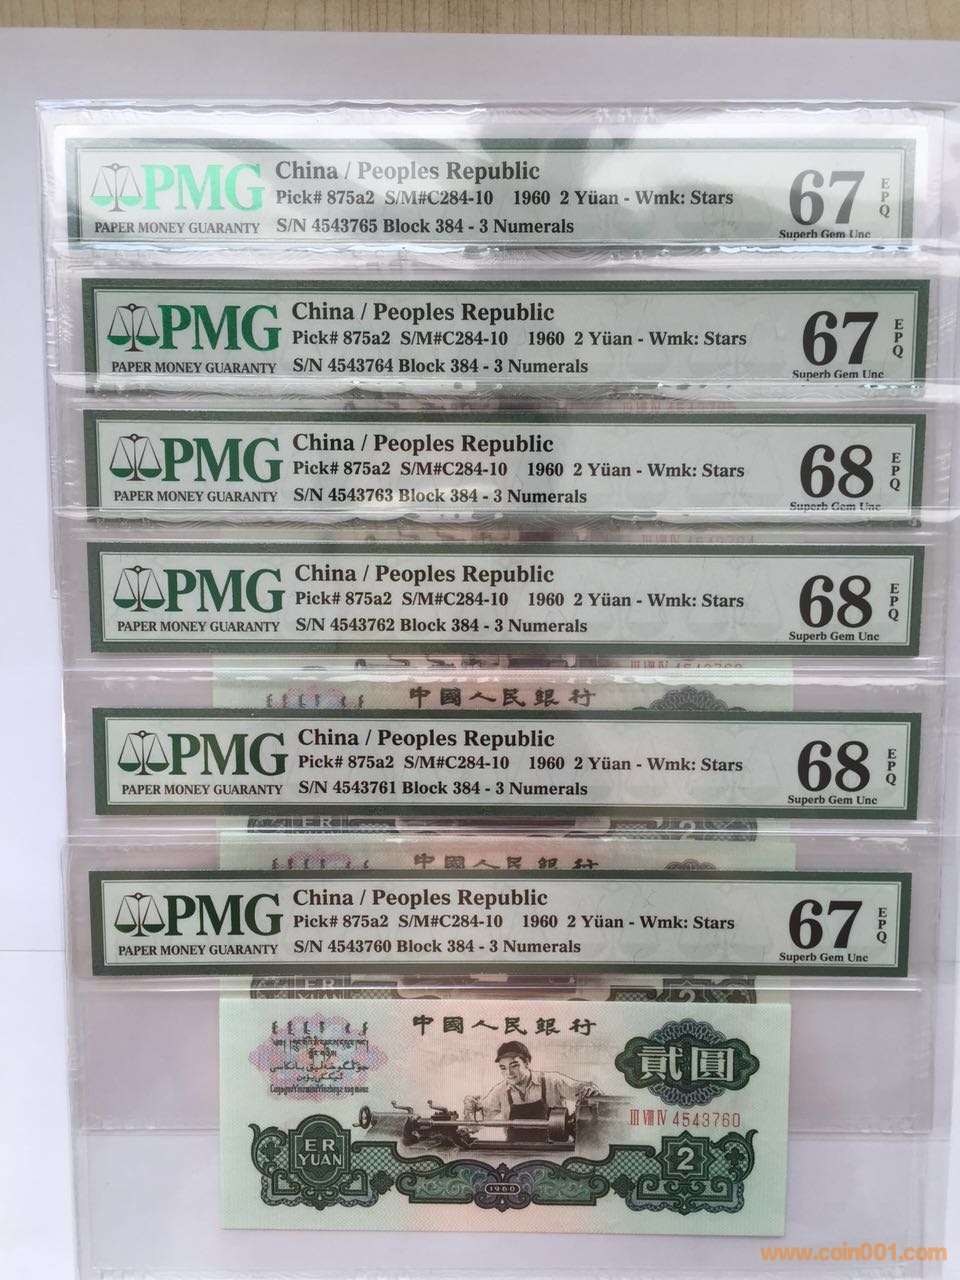 PMG
PAPER MONEY GUARANTY
China / Peoples Republic
Pick# 875a2 S/M#C284-10 1960 2 Yüan - Wmk: Stars
S/N 4543765 Block 384 - 3 Numerals
67
EPQ
Superb Gem Unc
PMG
PAPER MONEY GUARANTY
China / Peoples Republic
Pick# 875a2 S/M#C284-10 1960 2 Yüan - Wmk: Stars
S/N 4543764 Block 384 - 3 Numerals
67
EPQ
Superb Gem Unc
PMG
PAPER MONEY GUARANTY
China / Peoples Republic
Pick# 875a2 S/M#C284-10 1960 2 Yüan - Wmk: Stars
S/N 4543763 Block 384 - 3 Numerals
68
EPQ
Superb Gem Unc
PMG
PAPER MONEY GUARANTY
China / Peoples Republic
Pick# 875a2 S/M#C284-10 1960 2 Yüan - Wmk: Stars
S/N 4543762 Block 384 - 3 Numerals
68
EPQ
Superb Gem Unc
中國人民銀行
PMG
PAPER MONEY GUARANTY
China / Peoples Republic
Pick# 875a2 S/M#C284-10 1960 2 Yüan - Wmk: Stars
S/N 4543761 Block 384 - 3 Numerals
68
EPQ
Superb Gem Unc
ER
2
中國人民銀行
PMG
PAPER MONEY GUARANTY
China / Peoples Republic
Pick# 875a2 S/M#C284-10 1960 2 Yüan - Wmk: Stars
S/N 4543760 Block 384 - 3 Numerals
67
EPQ
Superb Gem Unc
2
中國人民銀行
貳圓
III VIII IV 4543760
ER
YUAN
1960
2
www.coin001.com